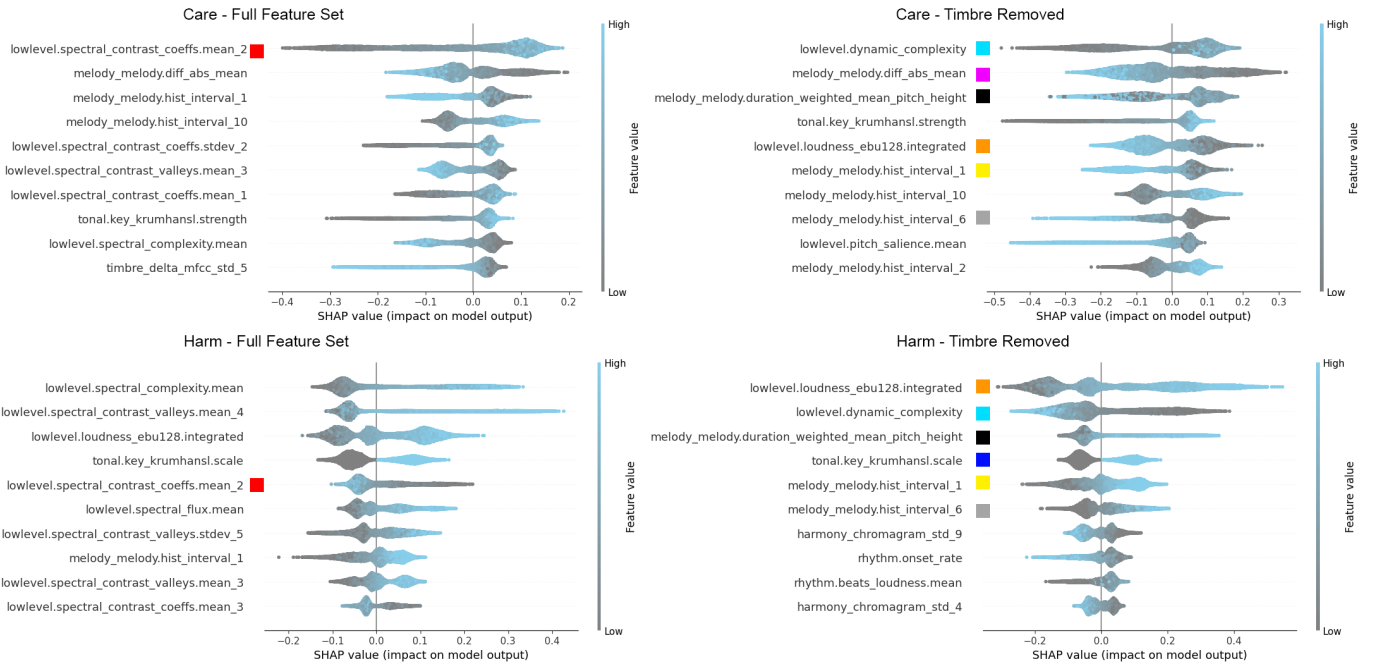 Care - Full Feature Set
lowlevel.spectral_contrast_coeffs.mean_2
melody_melody.diff_abs_mean
melody_melody.hist_interval_1
melody_melody.hist_interval_10
lowlevel.spectral_contrast_coeffs.stdev_2
lowlevel.spectral_contrast_valleys.mean_3
lowlevel.spectral_contrast_coeffs.mean_1
tonal.key_krumhansl.strength
lowlevel.spectral_complexity.mean
timbre_delta_mfcc_std_5
−0.4 −0.3 −0.2 −0.1 0.0 0.1 0.2
SHAP value (impact on model output)
High
Feature value
Low
Care - Timbre Removed
lowlevel.dynamic_complexity
melody_melody.diff_abs_mean
melody_melody.duration_weighted_mean_pitch_height
tonal.key_krumhansl.strength
lowlevel.loudness_ebu128.integrated
melody_melody.hist_interval_1
melody_melody.hist_interval_10
melody_melody.hist_interval_6
lowlevel.pitch_salience.mean
melody_melody.hist_interval_2
−0.5 −0.4 −0.3 −0.2 −0.1 0.0 0.1 0.2 0.3
SHAP value (impact on model output)
High
Feature value
Low
Harm - Full Feature Set
lowlevel.spectral_complexity.mean
lowlevel.spectral_contrast_valleys.mean_4
lowlevel.loudness_ebu128.integrated
tonal.key_krumhansl.scale
lowlevel.spectral_contrast_coeffs.mean_2
lowlevel.spectral_flux.mean
lowlevel.spectral_contrast_valleys.stdev_5
melody_melody.hist_interval_1
lowlevel.spectral_contrast_valleys.mean_3
lowlevel.spectral_contrast_coeffs.mean_3
−0.2 −0.1 0.0 0.1 0.2 0.3 0.4
SHAP value (impact on model output)
High
Feature value
Low
Harm - Timbre Removed
lowlevel.loudness_ebu128.integrated
lowlevel.dynamic_complexity
melody_melody.duration_weighted_mean_pitch_height
tonal.key_krumhansl.scale
melody_melody.hist_interval_1
melody_melody.hist_interval_6
harmony_chromagram_std_9
rhythm.onset_rate
rhythm.beats_loudness.mean
harmony_chromagram_std_4
−0.2 0.0 0.2 0.4
SHAP value (impact on model output)
High
Feature value
Low